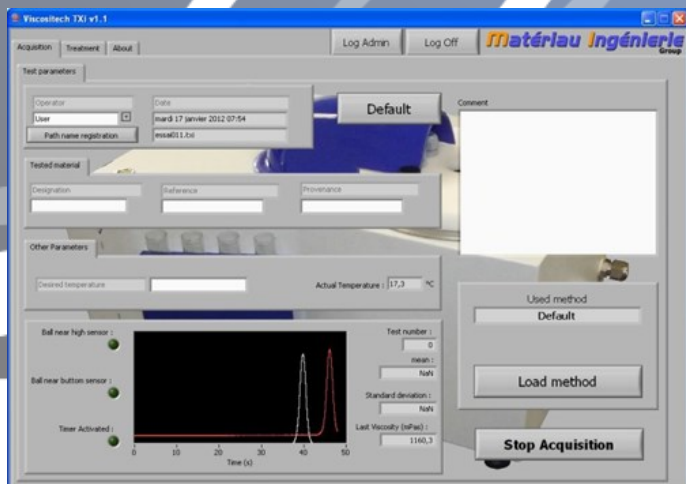 Viscositech TXi v1.1
Acquisition Treatment About
Log Admin Log Off
Matériau Ingénierie
Group
Test parameters
Operator Date
User mardi 17 janvier 2012 07:54
Path name registration essai011.txi
Default
Comment
Tested material
Designation Reference Provenance
Other Parameters
Desired temperature
Actual Temperature : 17,3 °C
Ball near high sensor :
Ball near buttom sensor :
Timer Activated :
0 10 20 30 40 50
Time (s)
Test number :
0
mean :
NaN
Standard deviation :
NaN
Last Viscosity (mPas) :
1160,3
Used method
Default
Load method
Stop Acquisition